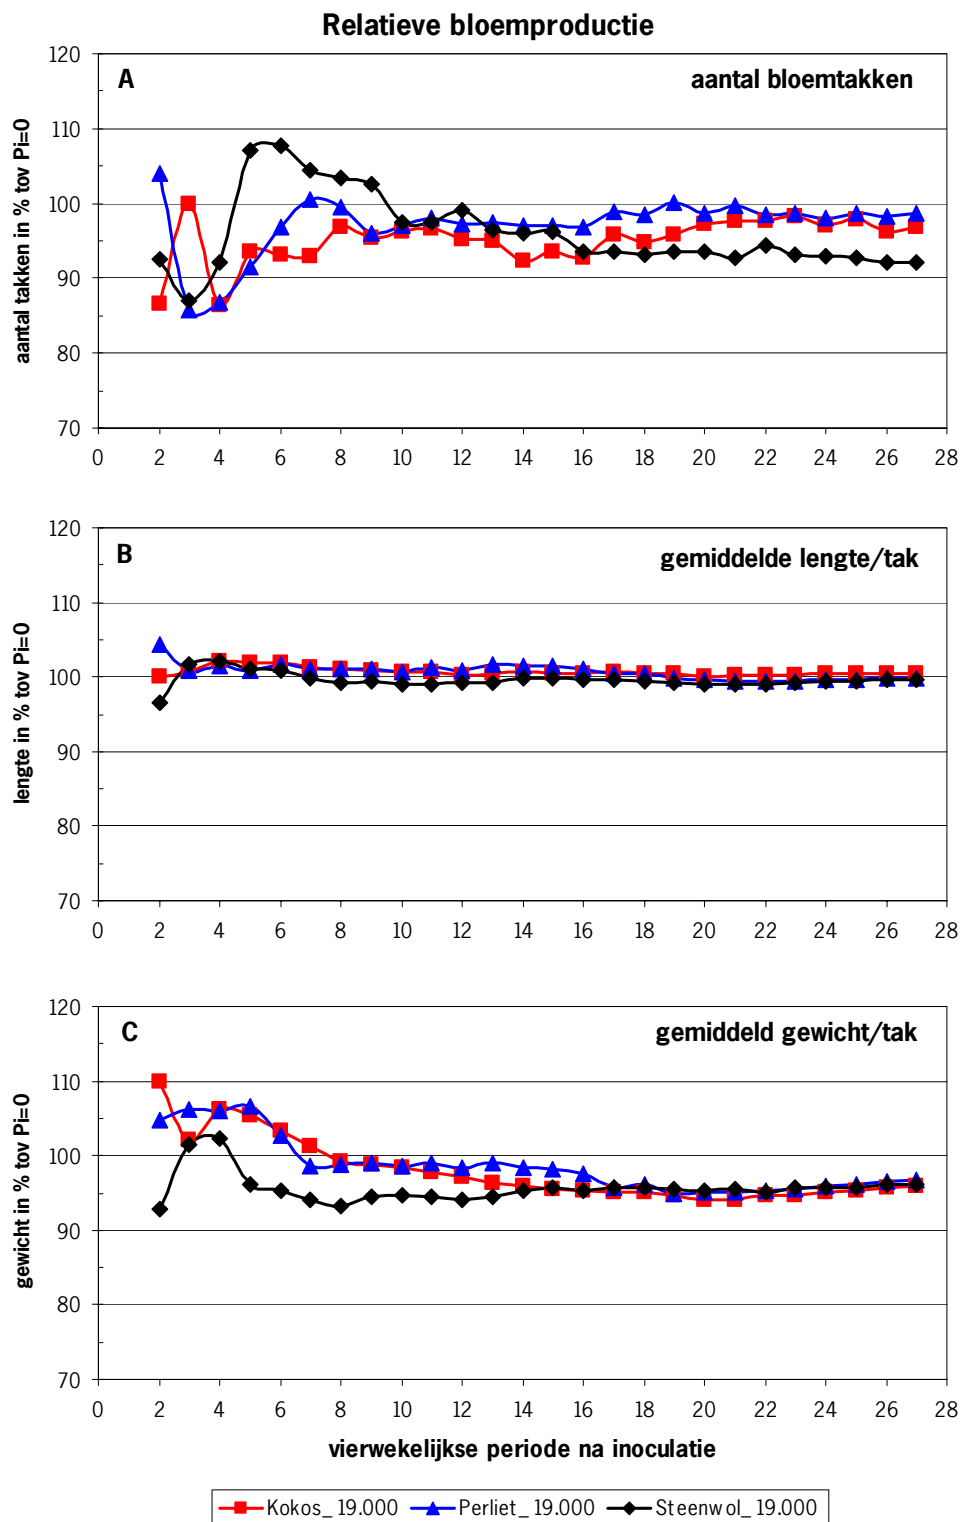 Relatieve bloemproductie
A
aantal bloemtakken
aantal takken in % tov Pi=0
120
110
100
90
80
70
0 2 4 6 8 10 12 14 16 18 20 22 24 26 28
B
gemiddelde lengte/tak
lengte in % tov Pi=0
120
110
100
90
80
70
0 2 4 6 8 10 12 14 16 18 20 22 24 26 28
C
gemiddeld gewicht/tak
gewicht in % tov Pi=0
120
110
100
90
80
70
0 2 4 6 8 10 12 14 16 18 20 22 24 26 28
vierwekelijkse periode na inoculatie
Kokos_19.000 Perliet_19.000 Steenwol_19.000